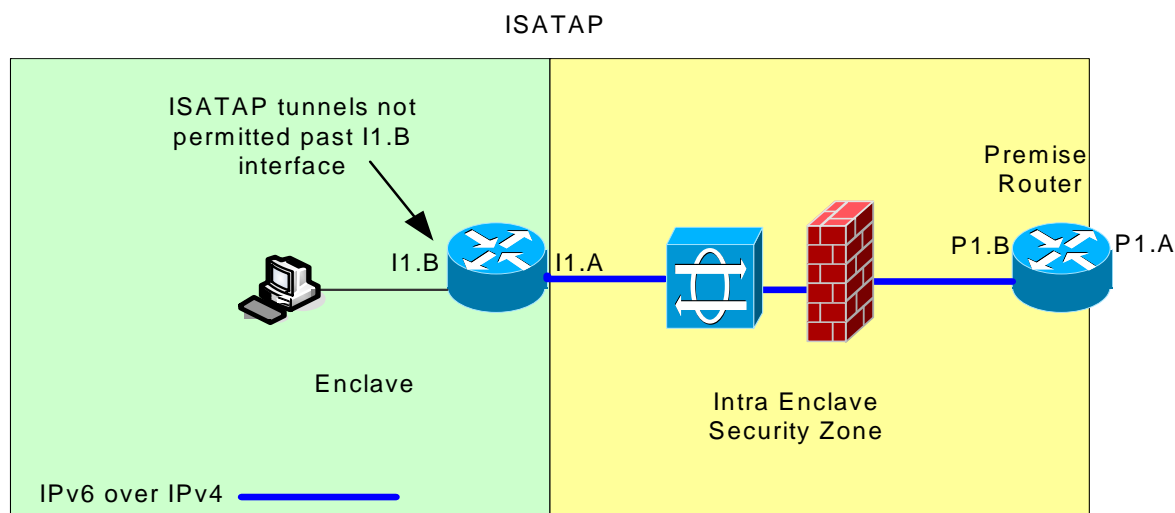 ISATAP
ISATAP tunnels not
permitted past I1.B
interface
Premise
Router
I1.B
I1.A
P1.B
P1.A
Enclave
Intra Enclave
Security Zone
IPv6 over IPv4